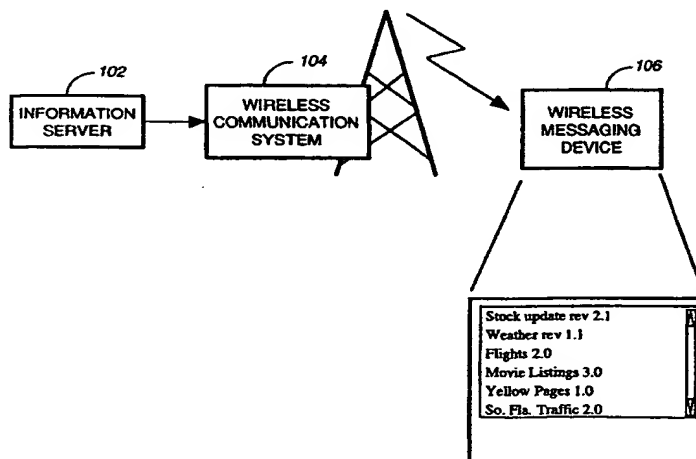 102
INFORMATION
SERVER
104
WIRELESS
COMMUNICATION
SYSTEM
106
WIRELESS
MESSAGING
DEVICE
Stock update rev 2.1
Weather rev 1.1
Flights 2.0
Movie Listings 3.0
Yellow Pages 1.0
So. Fla. Traffic 2.0